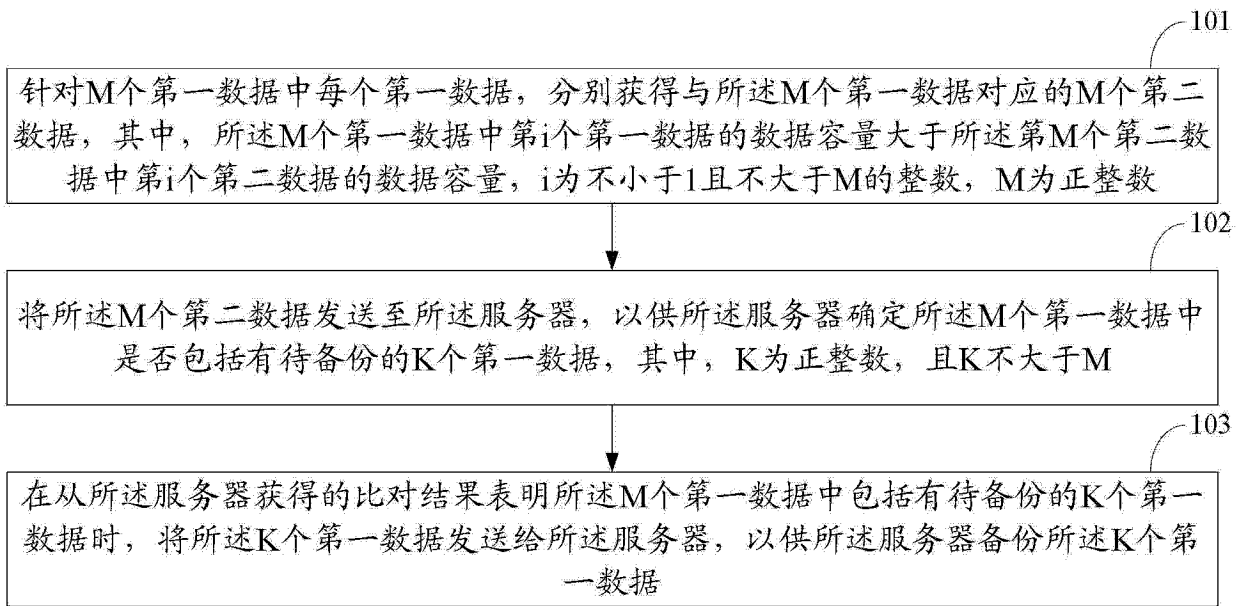 101
针对M个第一数据中每个第一数据，分别获得与所述M个第一数据对应的M个第二
数据，其中，所述M个第一数据中第i个第一数据的数据容量大于所述第M个第二数
据中第i个第二数据的数据容量，i为不小于1且不大于M的整数，M为正整数
102
将所述M个第二数据发送至所述服务器，以供所述服务器确定所述M个第一数据中
是否包括有待备份的K个第一数据，其中，K为正整数，且K不大于M
103
在从所述服务器获得的比对结果表明所述M个第一数据中包括有待备份的K个第一
数据时，将所述K个第一数据发送给所述服务器，以供所述服务器备份所述K个第
一数据